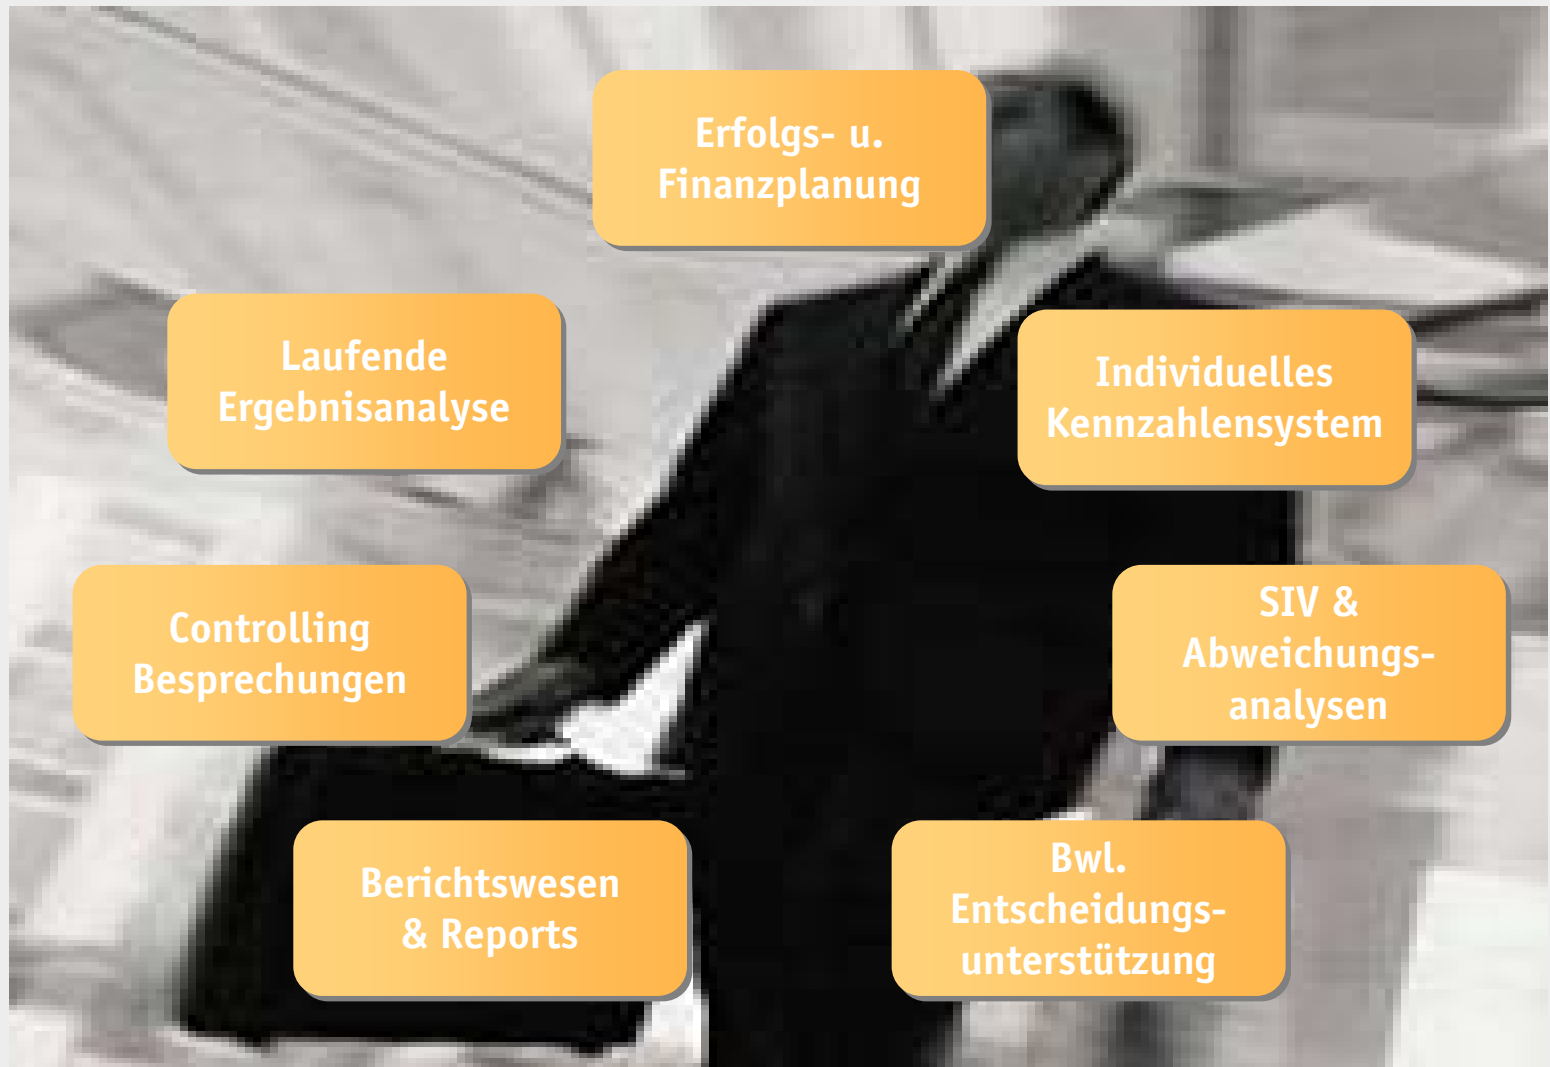 Erfolgs- u.
Finanzplanung
Laufende
Ergebnisanalyse
Individuelles
Kennzahlensystem
Controlling
Besprechungen
SIV &
Abweichungs-
analysen
Berichtswesen
& Reports
Bwl.
Entscheidungs-
unterstützung